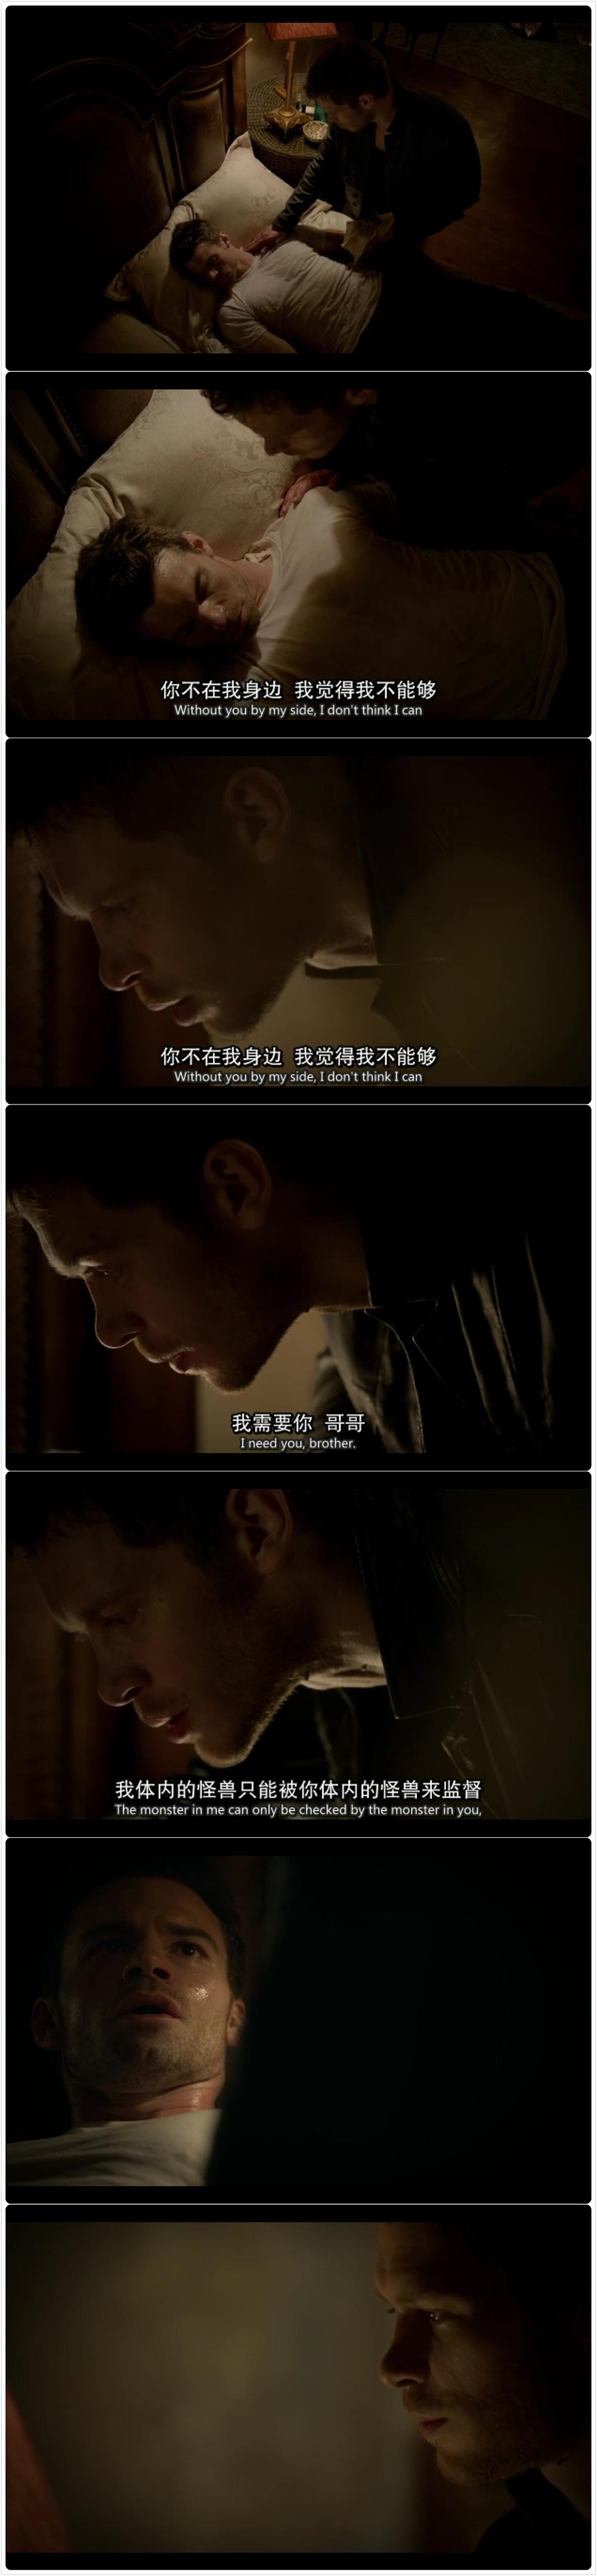 你不在我身边 我觉得我不能够
Without you by my side, I don't think I can
你不在我身边 我觉得我不能够
Without you by my side, I don't think I can
我需要你 哥哥
I need you, brother.
我体内的怪兽只能被你体内的怪兽来监督
The monster in me can only be checked by the monster in you,